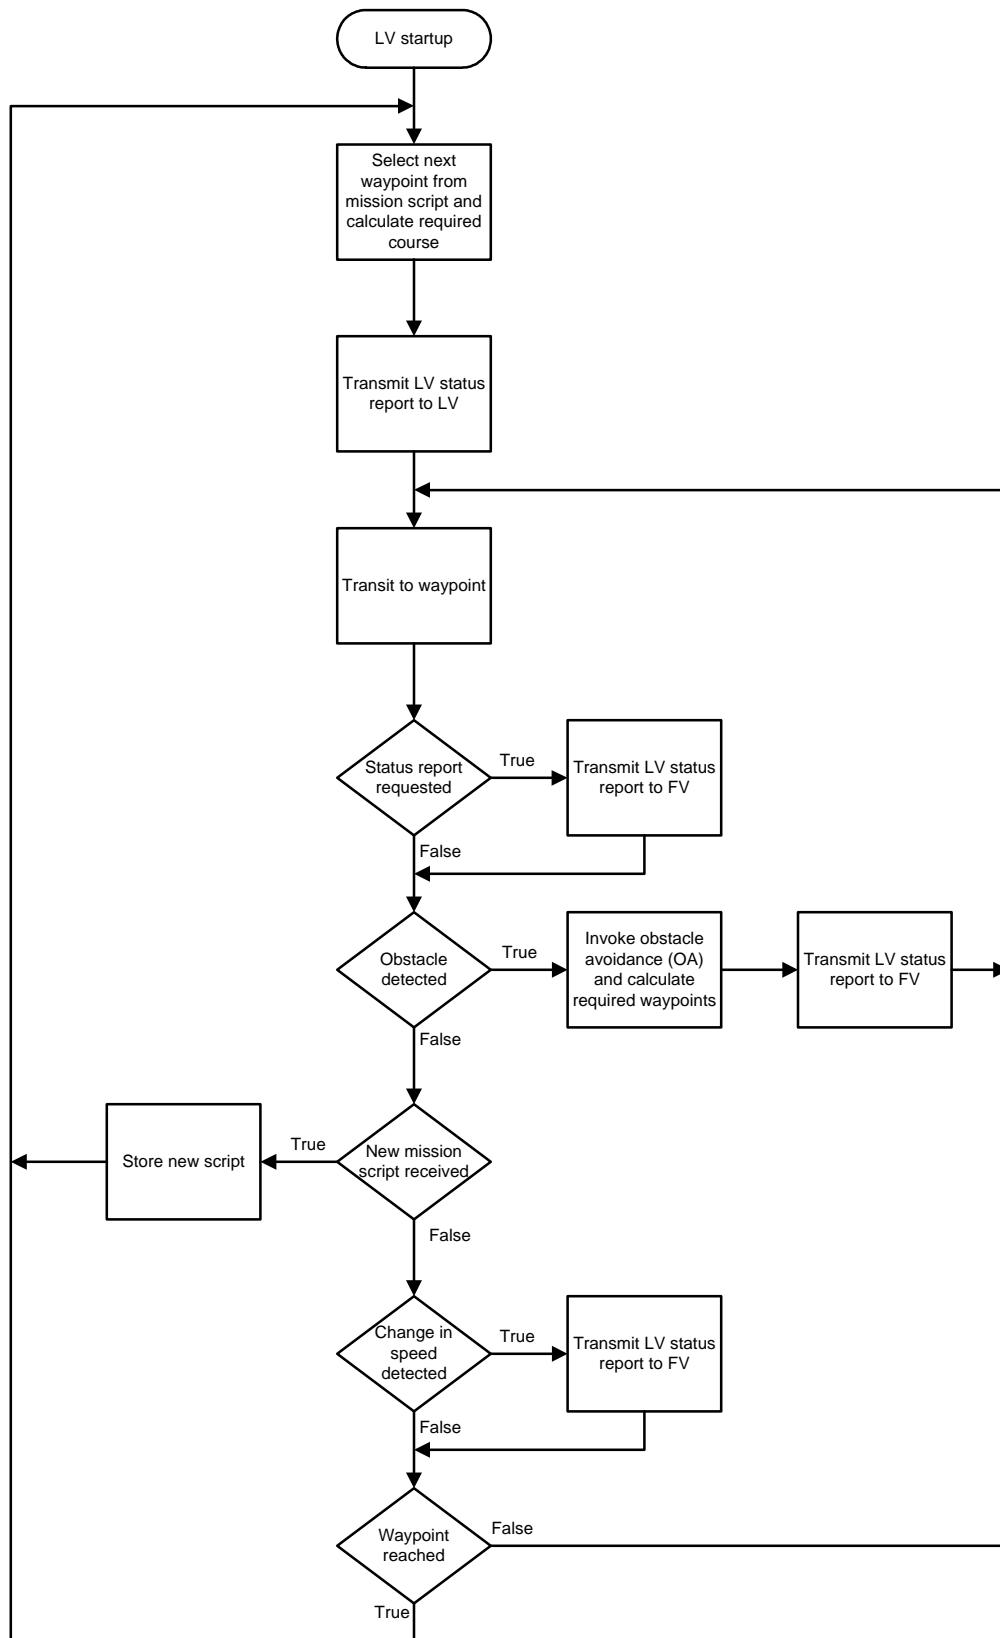 LV startup
Select next
waypoint from
mission script and
calculate required
course
Transmit LV status
report to LV
Transit to waypoint
Status report
requested
True
Transmit LV status
report to FV
False
Obstacle
detected
True
Invoke obstacle
avoidance (OA)
and calculate
required waypoints
Transmit LV status
report to FV
False
New mission
script received
True
Store new script
False
Change in
speed
detected
True
Transmit LV status
report to FV
False
Waypoint
reached
False
True